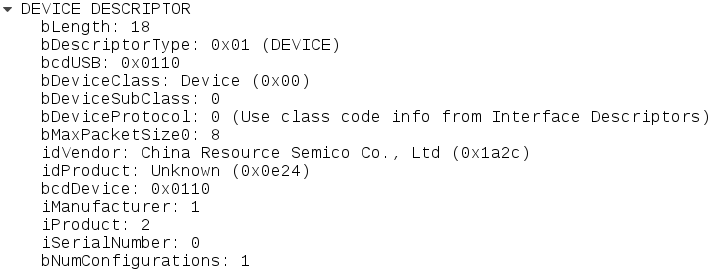 DEVICE DESCRIPTOR
bLength: 18
bDescriptorType: 0x01 (DEVICE)
bcdUSB: 0x0110
bDeviceClass: Device (0x00)
bDeviceSubClass: 0
bDeviceProtocol: 0 (Use class code info from Interface Descriptors)
bMaxPacketSize0: 8
idVendor: China Resource Semico Co., Ltd (0x1a2c)
idProduct: Unknown (0x0e24)
bcdDevice: 0x0110
iManufacturer: 1
iProduct: 2
iSerialNumber: 0
bNumConfigurations: 1